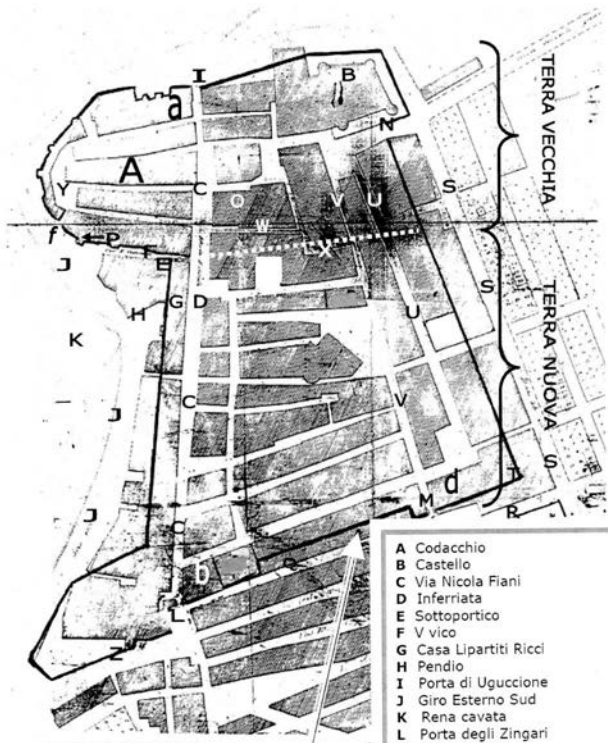 I
B
a
N
TERRA VECCHIA
A
Y
C
O
V
U
S
W
f
P
X
J
E
G
D
S
H
U
TERRA NUOVA
K
C
V
J
S
T
M
d
R
J
C
b
R
L
Z
A Codacchio
B Castello
C Via Nicola Fiani
D Inferriata
E Sottoportico
F V vico
G Casa Lipartiti Ricci
H Pendio
I Porta di Uguccione
J Giro Esterno Sud
K Rena cavata
L Porta degli Zingari